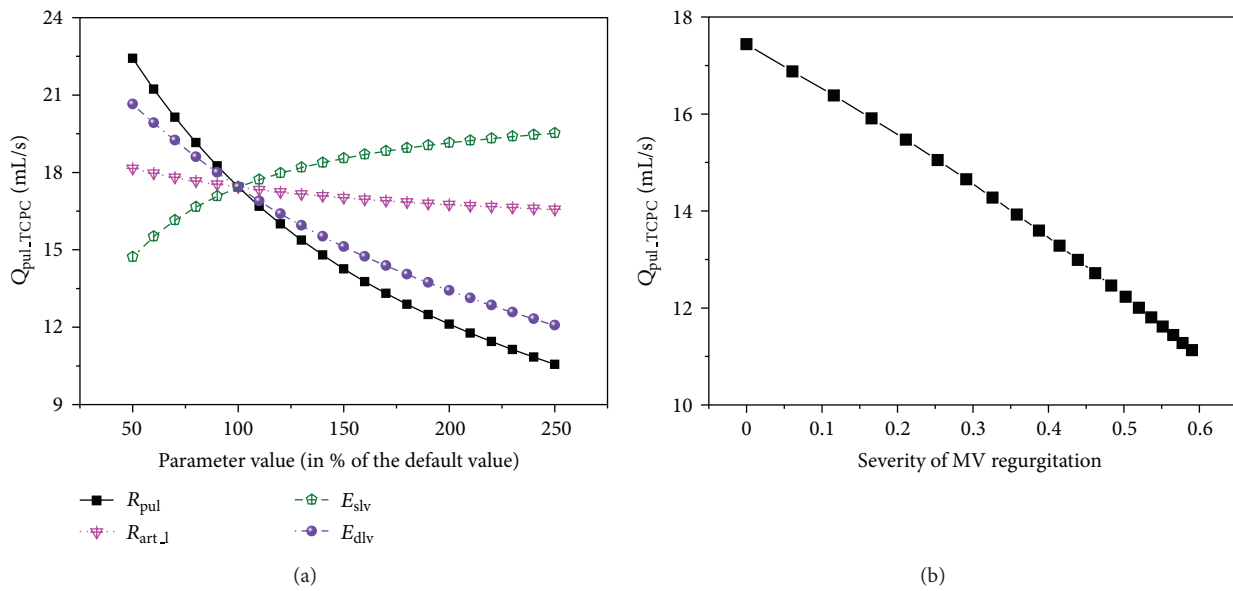 24
21
18
15
12
9
Q_pul_TCPC (mL/s)
50
100
150
200
250
Parameter value (in % of the default value)
R_pul
E_slv
R_art_l
E_dlv
(a)
18
16
14
12
10
Q_pul_TCPC (mL/s)
0
0.1
0.2
0.3
0.4
0.5
0.6
Severity of MV regurgitation
(b)